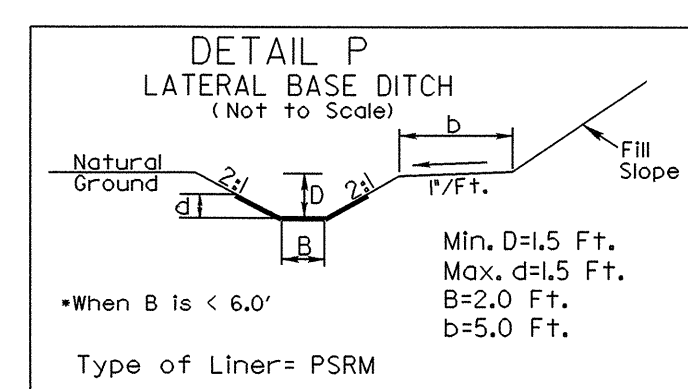 DETAIL P
LATERAL BASE DITCH
(Not to Scale)
b
Natural
Ground
2:1
D
2:1
1"/Ft.
Fill
Slope
d
B
Min. D=1.5 Ft.
Max. d=1.5 Ft.
B=2.0 Ft.
b=5.0 Ft.
*When B is < 6.0'
Type of Liner= PSRM